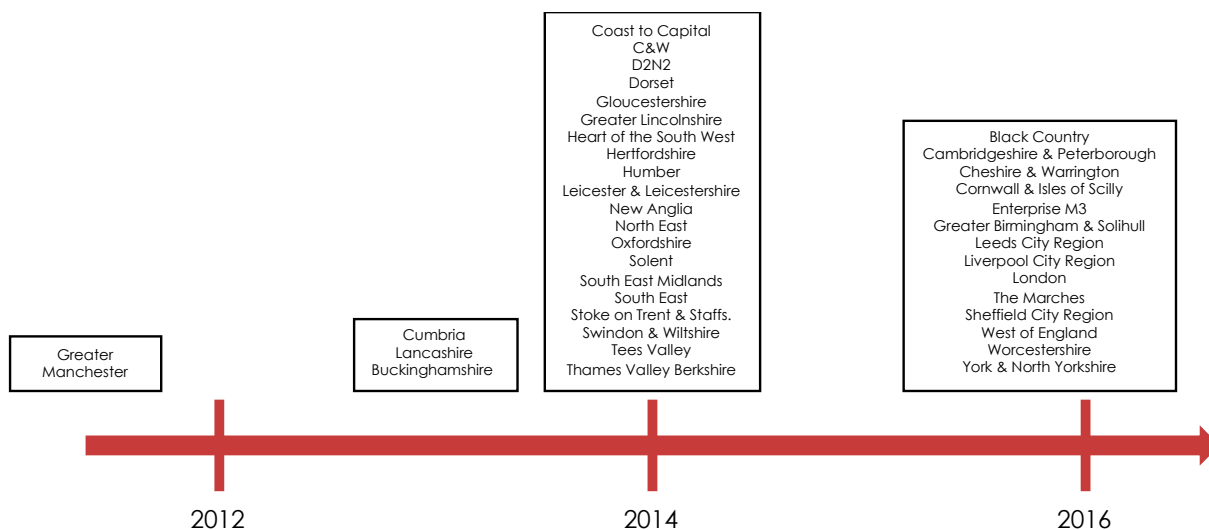 Greater
Manchester
Cumbria
Lancashire
Buckinghamshire
Coast to Capital
C&W
D2N2
Dorset
Gloucestershire
Greater Lincolnshire
Heart of the South West
Hertfordshire
Humber
Leicester & Leicestershire
New Anglia
North East
Oxfordshire
Solent
South East Midlands
South East
Stoke on Trent & Staffs.
Swindon & Wiltshire
Tees Valley
Thames Valley Berkshire
Black Country
Cambridgeshire & Peterborough
Cheshire & Warrington
Cornwall & Isles of Scilly
Enterprise M3
Greater Birmingham & Solihull
Leeds City Region
Liverpool City Region
London
The Marches
Sheffield City Region
West of England
Worcestershire
York & North Yorkshire
2012
2014
2016